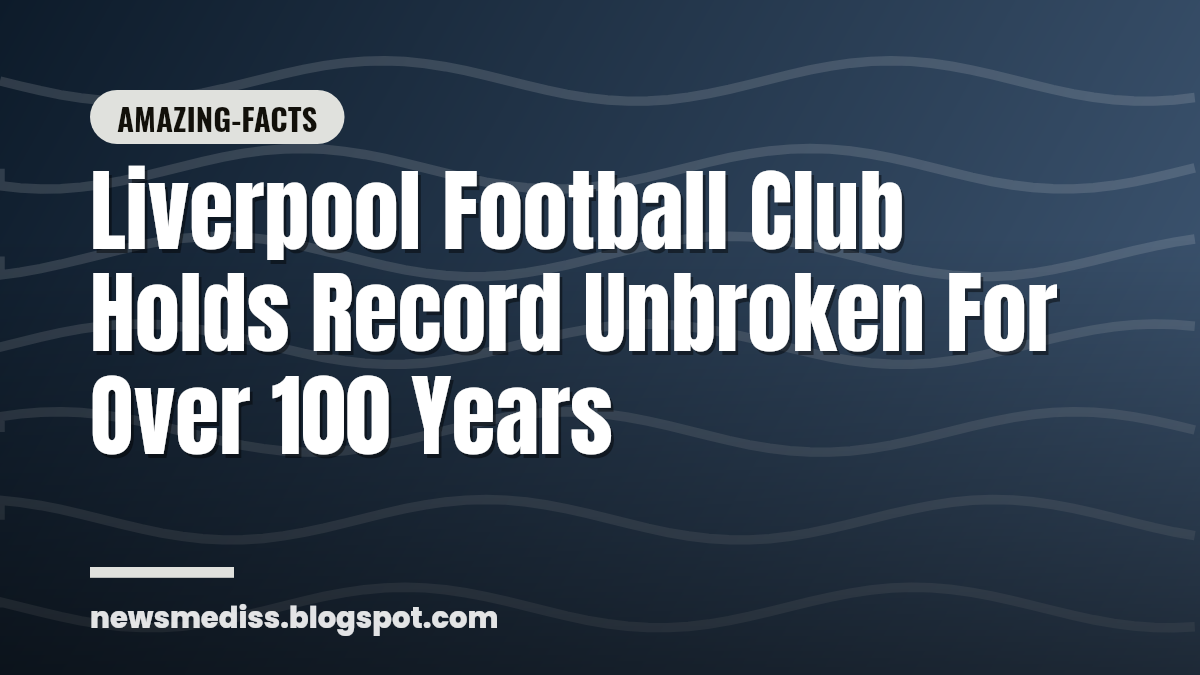 AMAZING-FACTS
Liverpool Football Club
Holds Record Unbroken For
Over 100 Years
newsmediss.blogspot.com